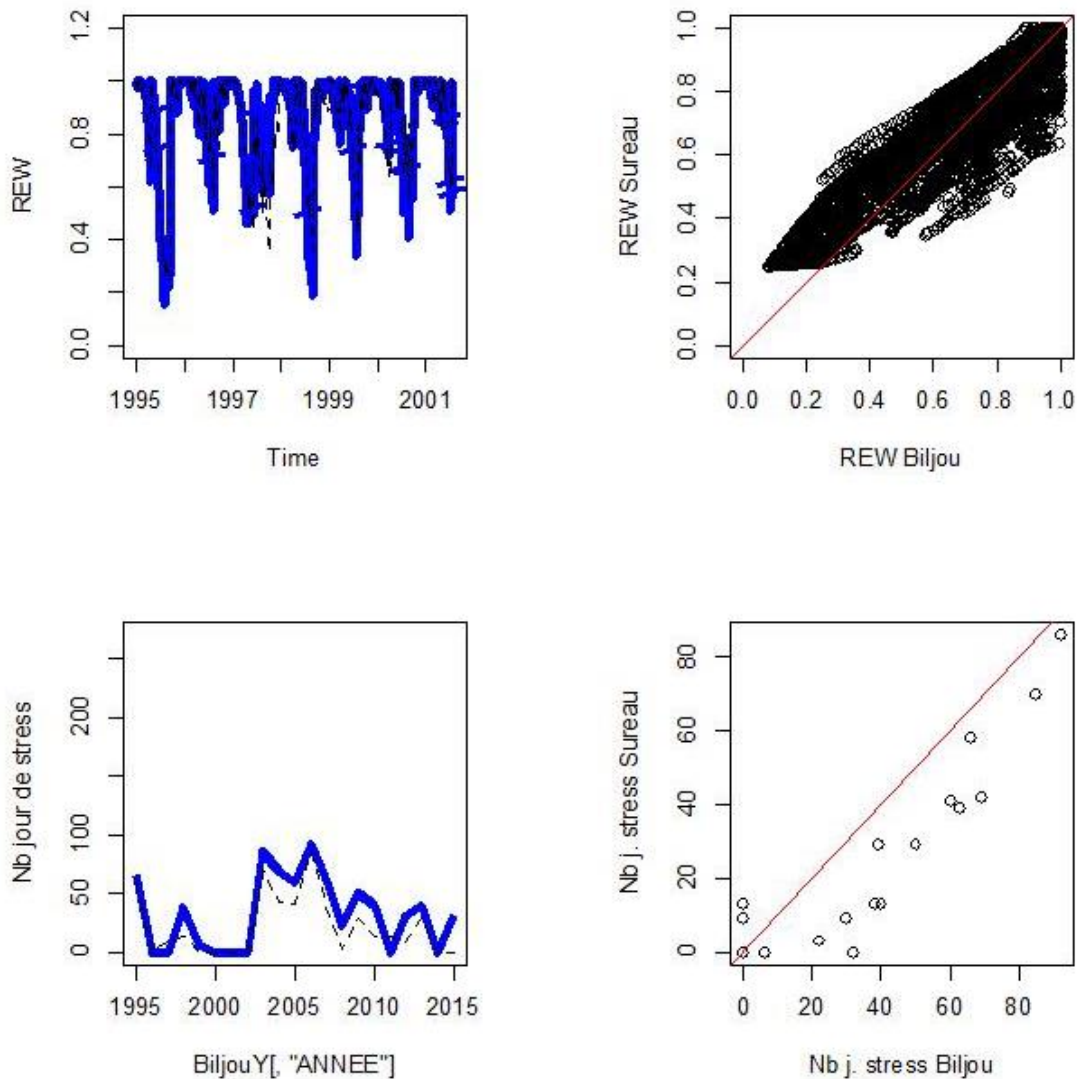 1.2
0.8
0.4
0.0
REW
1995 1997 1999 2001
Time
1.0
0.8
0.6
0.4
0.2
0.0
REW Sureau
0.0 0.2 0.4 0.6 0.8 1.0
REW Biljou
200
100
50
0
Nb jour de stress
1995 2000 2005 2010 2015
BiljouY[, "ANNEE"]
80
60
40
20
0
Nb j. stress Sureau
0 20 40 60 80
Nb j. stress Biljou